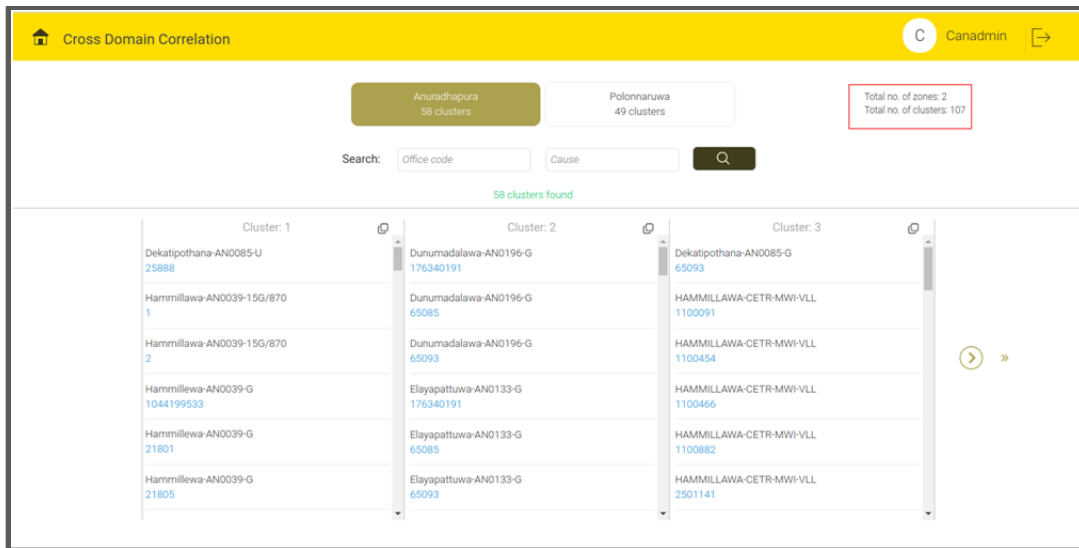 Cross Domain Correlation
C
Canadmin
Anuradhapura
58 clusters
Polonnaruwa
49 clusters
Total no. of zones: 2
Total no. of clusters: 107
Search:
Office code
Cause
58 clusters found
Cluster: 1
Dekatipothana-AN0085-U
25888
Hammillawa-AN0039-15G/870
1
Hammillawa-AN0039-15G/870
2
Hammillewa-AN0039-G
1044199533
Hammillewa-AN0039-G
21801
Hammillewa-AN0039-G
21805
Cluster: 2
Dunumadalawa-AN0196-G
176340191
Dunumadalawa-AN0196-G
65085
Dunumadalawa-AN0196-G
65093
Elayapattuwa-AN0133-G
176340191
Elayapattuwa-AN0133-G
65085
Elayapattuwa-AN0133-G
65093
Cluster: 3
Dekatipothana-AN0085-G
65093
HAMMILLAWA-CETR-MWI-VLL
1100091
HAMMILLAWA-CETR-MWI-VLL
1100454
HAMMILLAWA-CETR-MWI-VLL
1100466
HAMMILLAWA-CETR-MWI-VLL
1100882
HAMMILLAWA-CETR-MWI-VLL
2501141